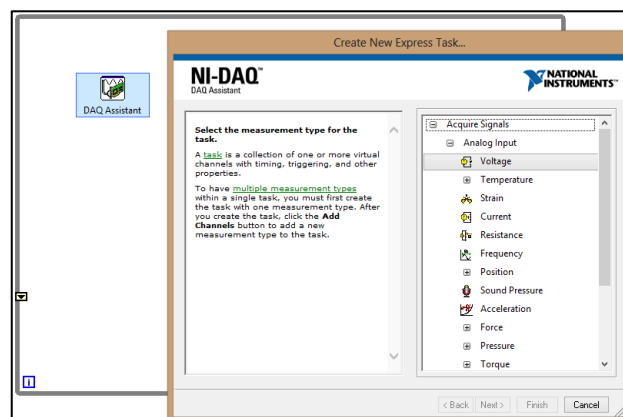 Create New Express Task...
NI-DAQ™
DAQ Assistant
NATIONAL
INSTRUMENTS™
DAQ Assistant
Select the measurement type for the
task.
A task is a collection of one or more virtual
channels with timing, triggering, and other
properties.
To have multiple measurement types
within a single task, you must first create
the task with one measurement type. After
you create the task, click the Add
Channels button to add a new
measurement type to the task.
Acquire Signals
Analog Input
Voltage
Temperature
Strain
Current
Resistance
Frequency
Position
Sound Pressure
Acceleration
Force
Pressure
Torque
i
< Back Next > Finish Cancel